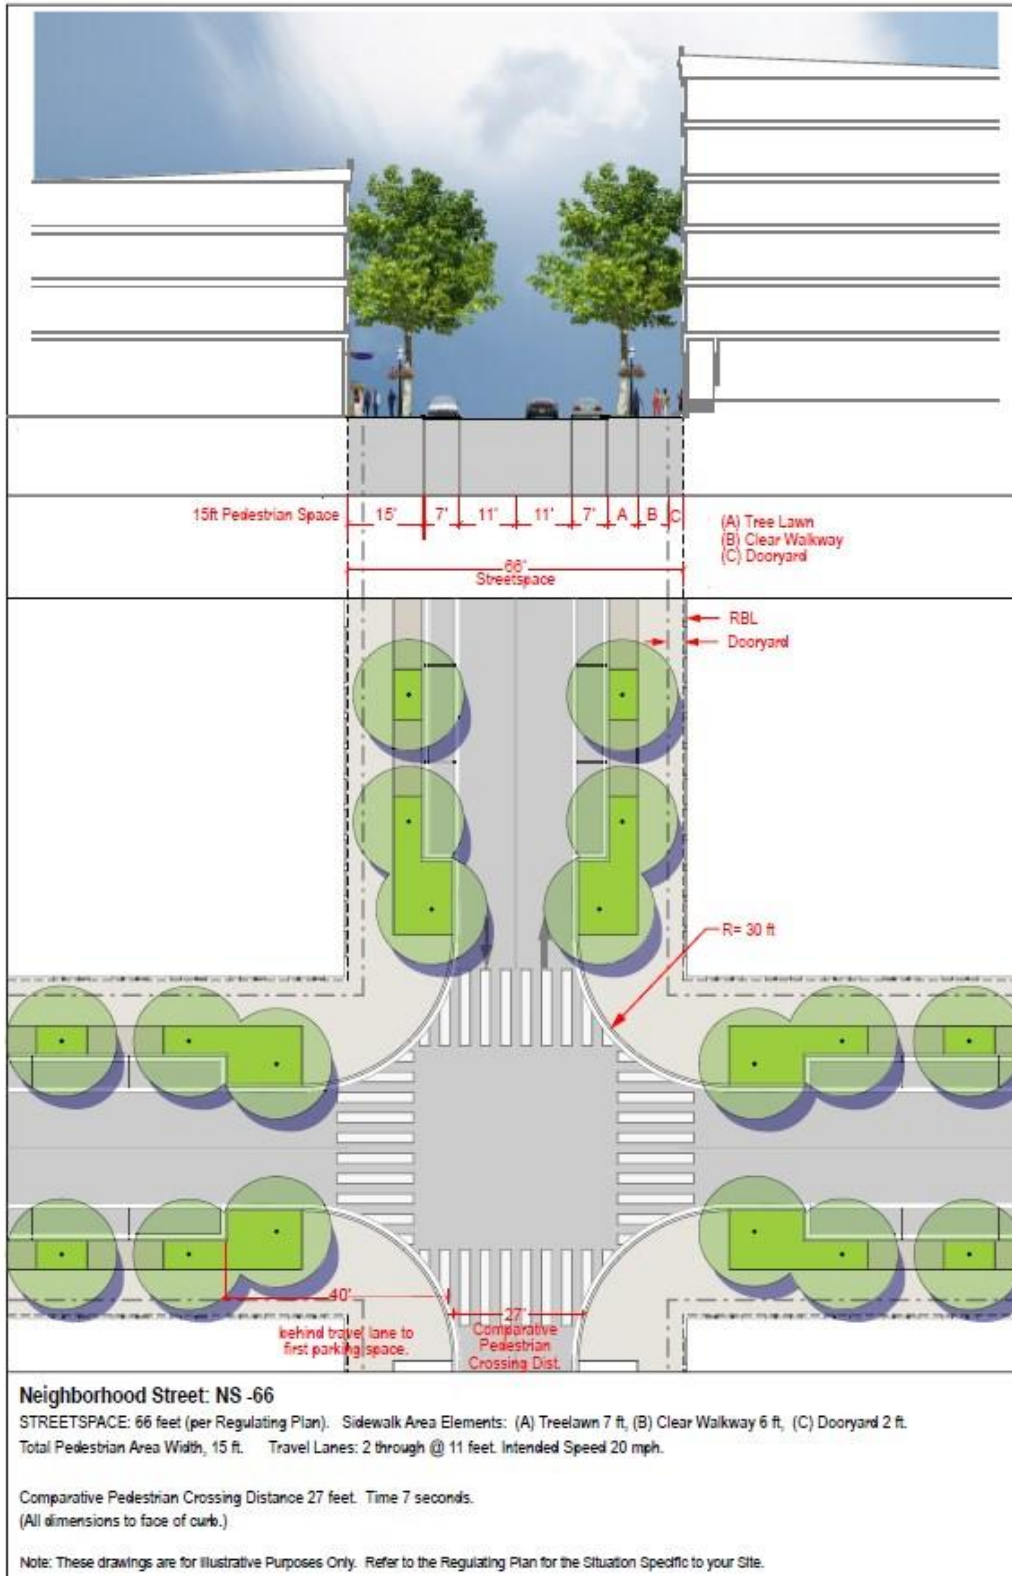 15ft Pedestrian Space 15' 7' 11' 11' 7' A B C
(A) Tree Lawn
(B) Clear Walkway
(C) Dooryard
66'
Streetspace
RBL
Dooryard
R= 30 ft
40'
behind travel lane to
first parking space.
27'
Comparative
Pedestrian
Crossing Dist.
Neighborhood Street: NS -66
STREETSPACE: 66 feet (per Regulating Plan). Sidewalk Area Elements: (A) Treelawn 7 ft, (B) Clear Walkway 6 ft, (C) Dooryard 2 ft.
Total Pedestrian Area Width, 15 ft. Travel Lanes: 2 through @ 11 feet. Intended Speed 20 mph.
Comparative Pedestrian Crossing Distance 27 feet. Time 7 seconds.
(All dimensions to face of curb.)
Note: These drawings are for Illustrative Purposes Only. Refer to the Regulating Plan for the Situation Specific to your Site.